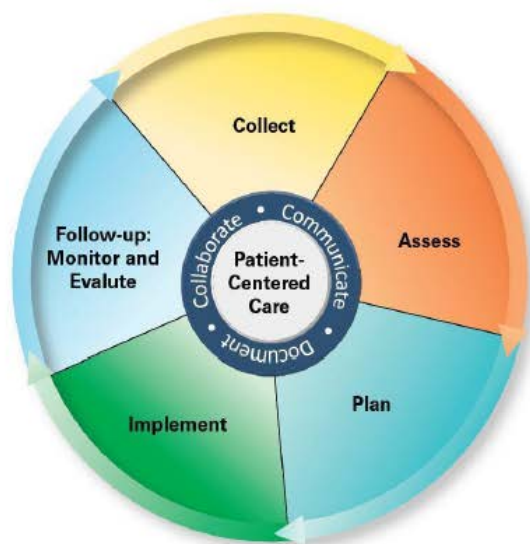 Collect
Assess
Plan
Implement
Follow-up:
Monitor and
Evalute
Collaborate • Communicate • Document •
Patient-
Centered
Care